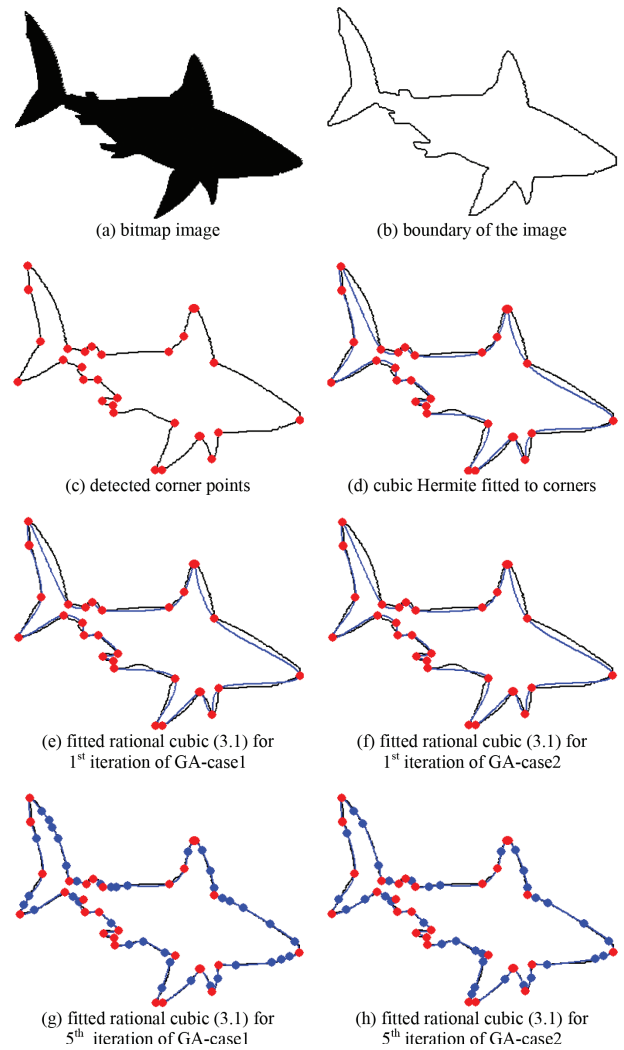 (a) bitmap image
(b) boundary of the image
(c) detected corner points
(d) cubic Hermite fitted to corners
(e) fitted rational cubic (3.1) for
1st iteration of GA-case1
(f) fitted rational cubic (3.1) for
1st iteration of GA-case2
(g) fitted rational cubic (3.1) for
5th iteration of GA-case1
(h) fitted rational cubic (3.1) for
5th iteration of GA-case2